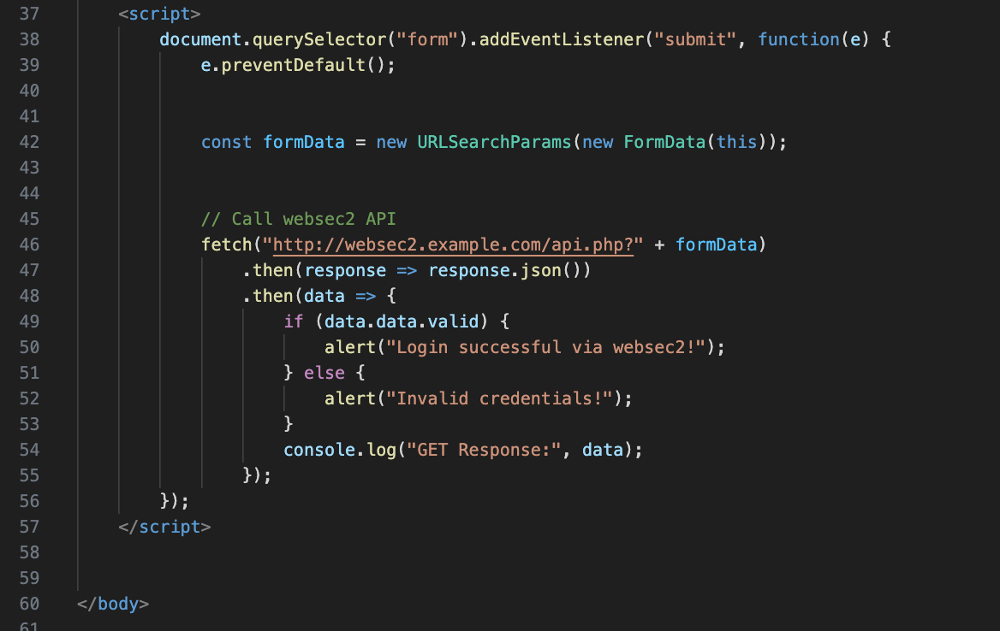 37 <script>
38 document.querySelector("form").addEventListener("submit", function(e) {
39 e.preventDefault();
40
41
42 const formData = new URLSearchParams(new FormData(this));
43
44
45 // Call websec2 API
46 fetch("http://websec2.example.com/api.php?" + formData)
47 .then(response => response.json())
48 .then(data => {
49 if (data.data.valid) {
50 alert("Login successful via websec2!");
51 } else {
52 alert("Invalid credentials!");
53 }
54 console.log("GET Response:", data);
55 });
56 });
57 </script>
58
59
60 </body>
61